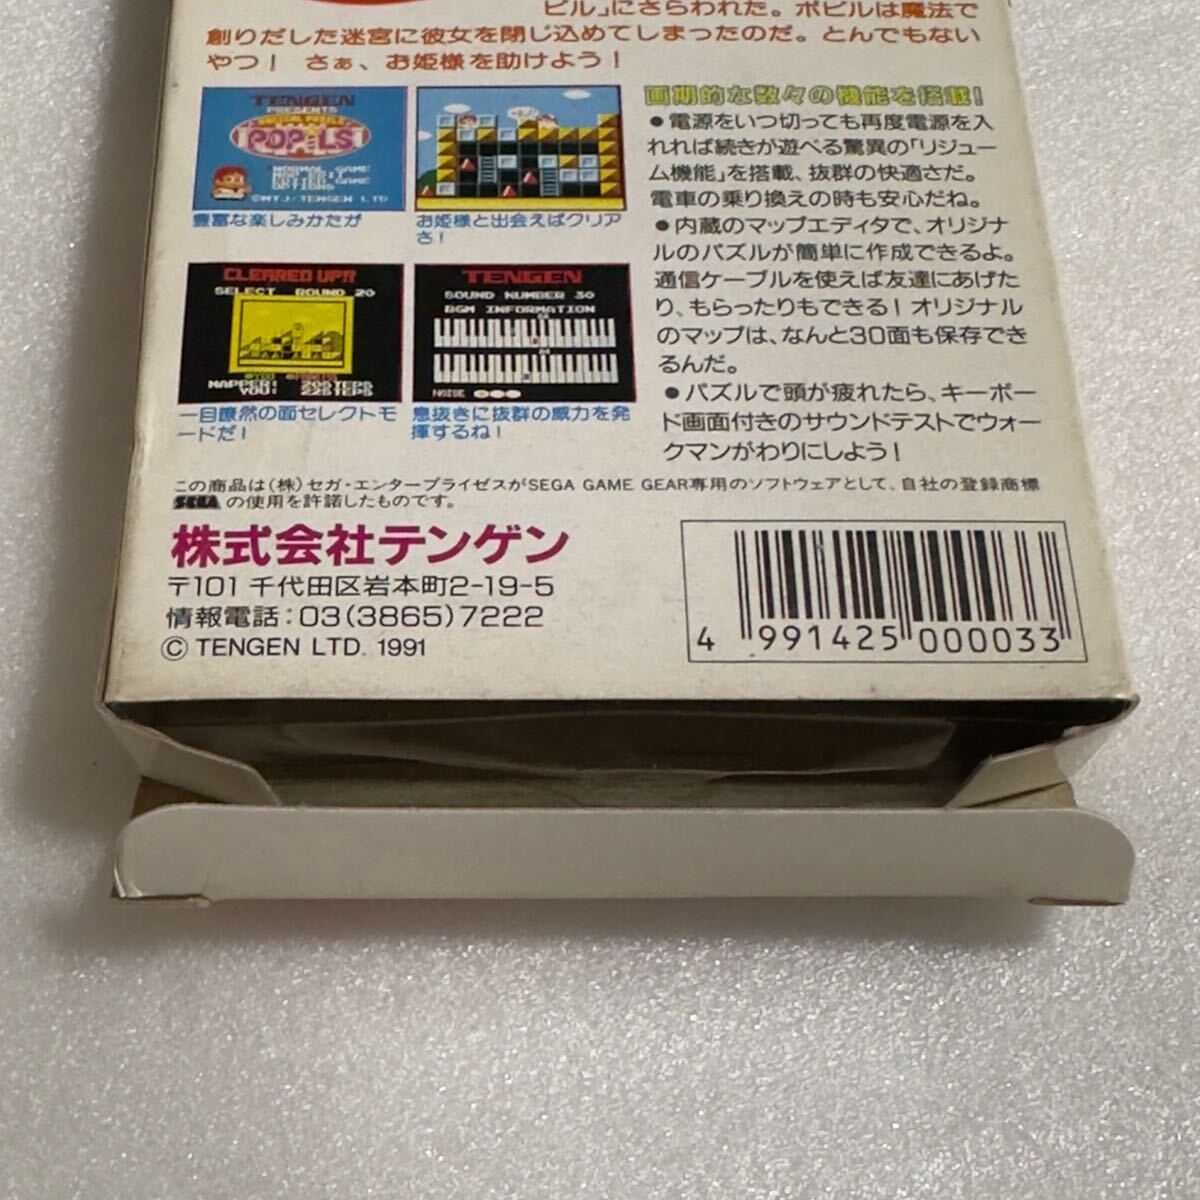 ビル」にさらわれた。ポピルは魔法で
創りだした迷宮に彼女を閉じ込めてしまったのだ。とんでもない
やつ！ さぁ、お姫様を助けよう！
TENGEN
PRESENTS
MAGICAL PUZZLE
POPILS
NORMAL GAME
MAP EDIT
OPTIONS GAME
©MTJ/TENGEN LTD
豊富な楽しみかたが
お姫様と出会えばクリア
さ！
CLEARED UP!!
SELECT ROUND 20
MAPPER!
YOU! 225STEPS
一目瞭然の面セレクトモ
ードだ！
TENGEN
SOUND NUMBER 30
BGM INFORMATION
NOISE
息抜きに抜群の威力を発
揮するね！
画期的な数々の機能を搭載！
●電源をいつ切っても再度電源を入
れれば続きが遊べる驚異の「リジュー
ム機能」を搭載、抜群の快適さだ。
電車の乗り換えの時も安心だね。
●内蔵のマップエディタで、オリジナ
ルのパズルが簡単に作成できるよ。
通信ケーブルを使えば友達にあげた
り、もらったりもできる！オリジナル
のマップは、なんと30面も保存でき
るんだ。
●パズルで頭が疲れたら、キーボー
ド画面付きのサウンドテストでウォー
クマンがわりにしよう！
この商品は(株)セガ・エンタープライゼスがSEGA GAME GEAR専用のソフトウェアとして、自社の登録商標
SEGA の使用を許諾したものです。
株式会社テンゲン
〒101 千代田区岩本町2-19-5
情報電話：03(3865)7222
© TENGEN LTD. 1991
4 991425 000033